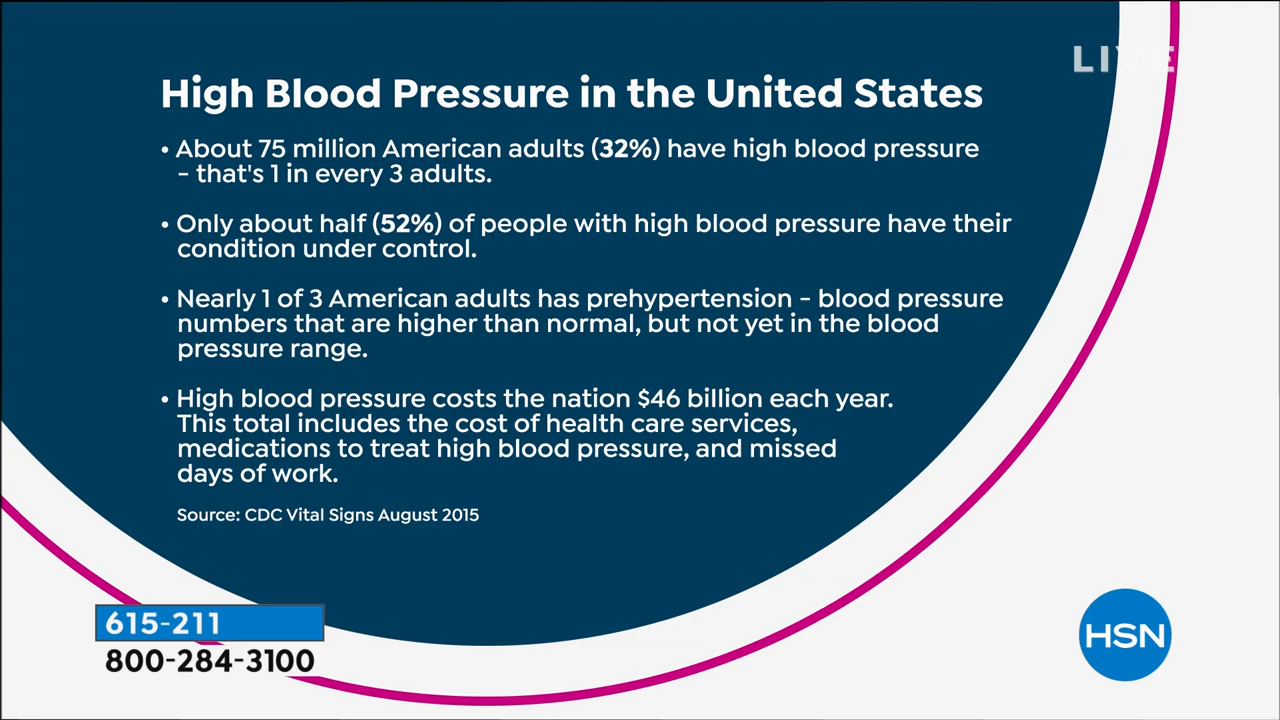 LIVE
High Blood Pressure in the United States
• About 75 million American adults (32%) have high blood pressure
- that's 1 in every 3 adults.
• Only about half (52%) of people with high blood pressure have their
condition under control.
• Nearly 1 of 3 American adults has prehypertension - blood pressure
numbers that are higher than normal, but not yet in the blood
pressure range.
• High blood pressure costs the nation $46 billion each year.
This total includes the cost of health care services,
medications to treat high blood pressure, and missed
days of work.
Source: CDC Vital Signs August 2015
615-211
800-284-3100
HSN